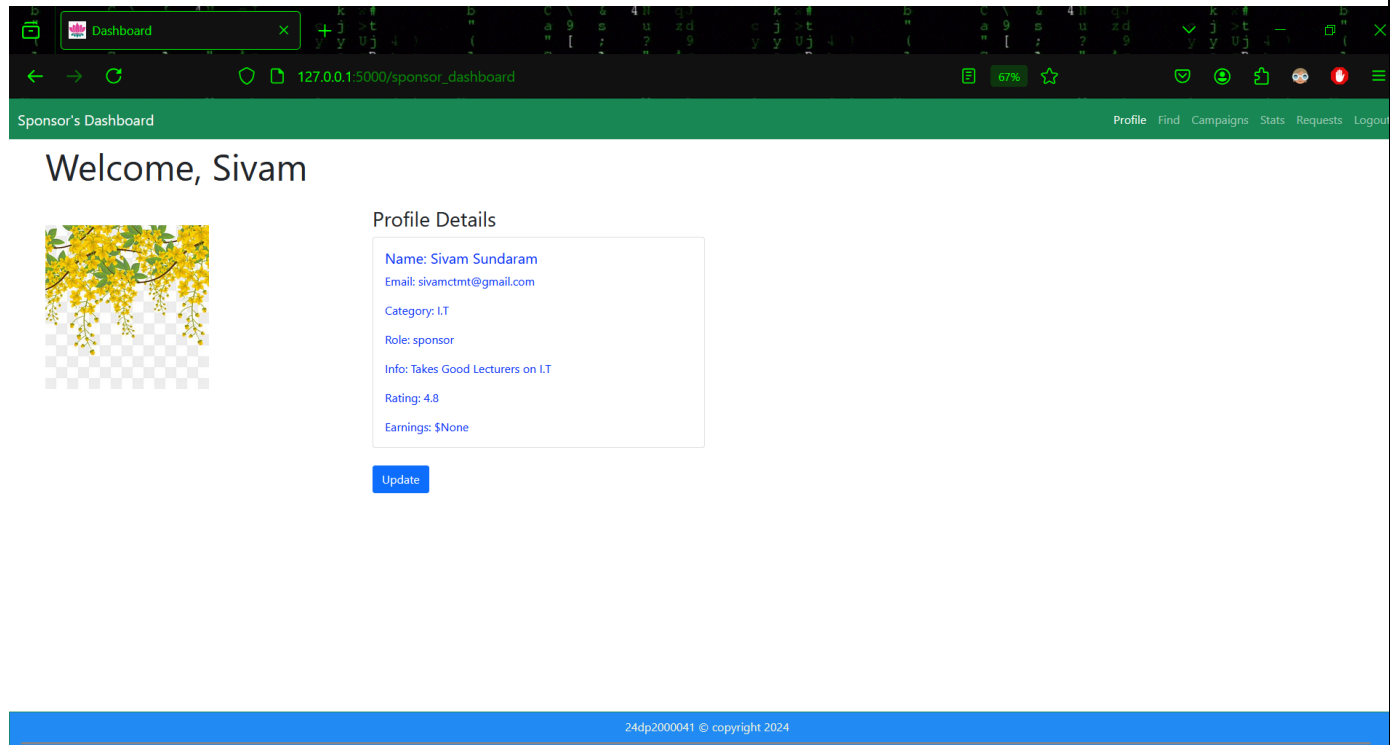 Dashboard
127.0.0.1:5000/sponsor_dashboard
67%
Sponsor's Dashboard
Profile Find Campaigns Stats Requests Logout
Welcome, Sivam
Profile Details
Name: Sivam Sundaram
Email: sivamctmt@gmail.com
Category: I.T
Role: sponsor
Info: Takes Good Lecturers on I.T
Rating: 4.8
Earnings: $None
Update
24dp2000041 © copyright 2024